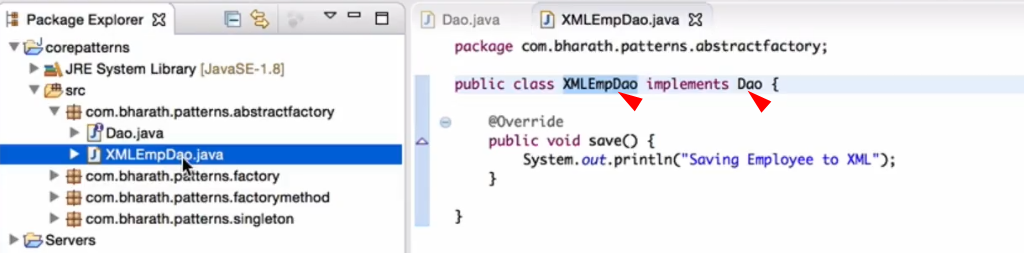 Package Explorer
corepatterns
JRE System Library [JavaSE-1.8]
src
com.bharath.patterns.abstractfactory
Dao.java
XMLEmpDao.java
com.bharath.patterns.factory
com.bharath.patterns.factorymethod
com.bharath.patterns.singleton
Servers
Dao.java XMLEmpDao.java
package com.bharath.patterns.abstractfactory;
public class XMLEmpDao implements Dao {
@Override
public void save() {
System.out.println("Saving Employee to XML");
}
}